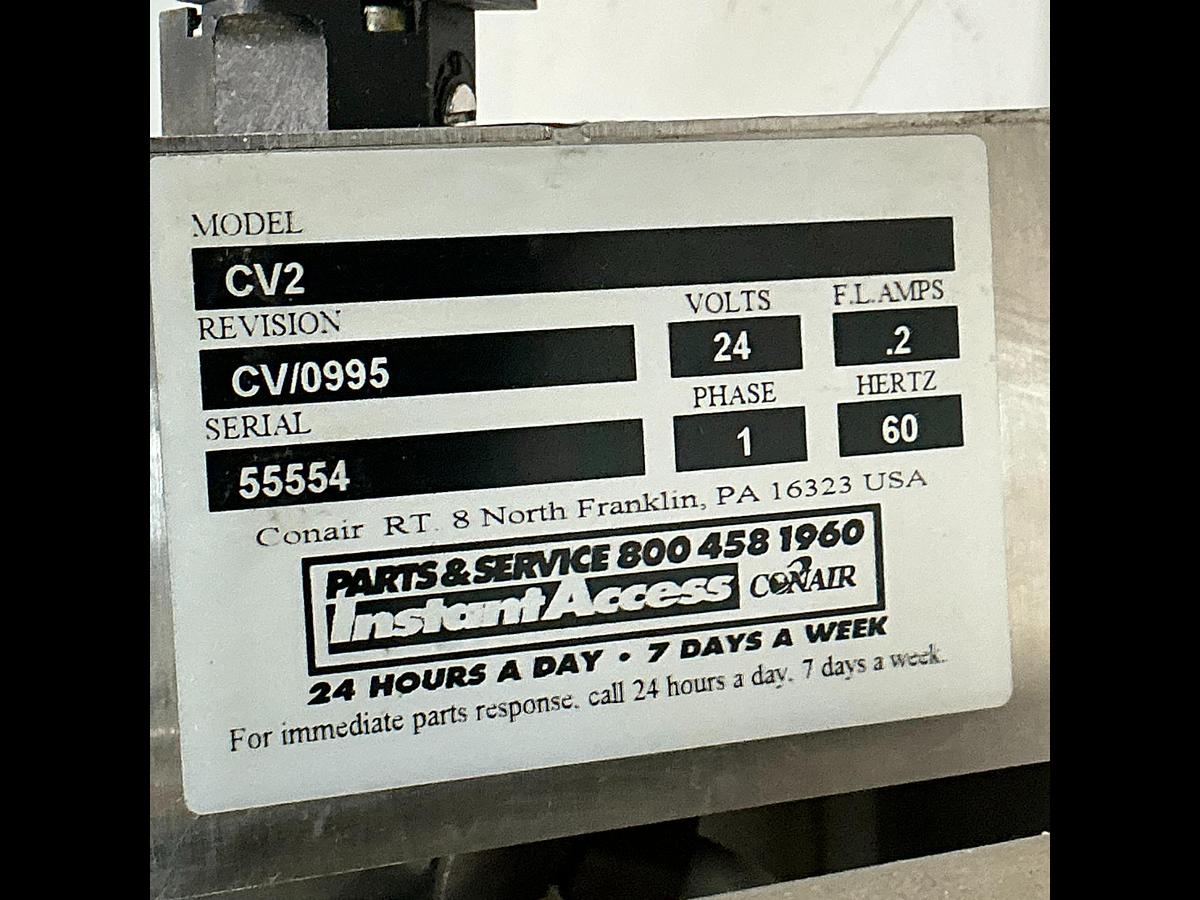 MODEL
CV2
REVISION VOLTS F.L.AMPS
CV/0995 24 .2
SERIAL PHASE HERTZ
55554 1 60
Conair RT. 8 North Franklin, PA 16323 USA
PARTS & SERVICE 800 458 1960
Instant Access CONAIR
24 HOURS A DAY • 7 DAYS A WEEK
For immediate parts response. call 24 hours a day. 7 days a week.